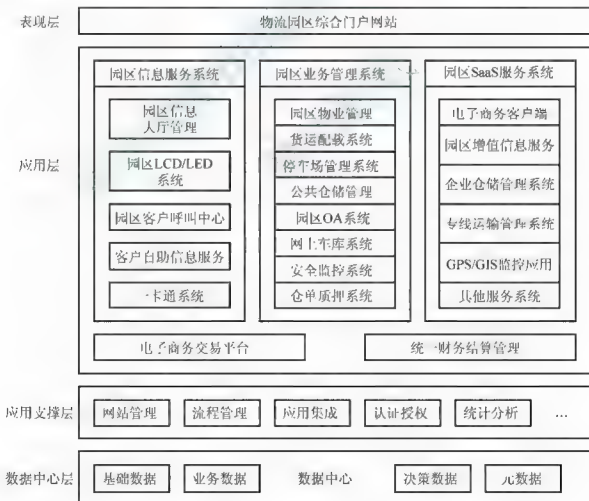 表现层
物流园区综合门户网站
应用层
园区信息服务系统
园区信息
大厅管理
园区LCD/LED
系统
园区客户呼叫中心
客户自助信息服务
一卡通系统
园区业务管理系统
园区物业管理
货运配载系统
停车场管理系统
公共仓储管理
园区OA系统
网上车库系统
安全监控系统
仓单质押系统
园区SaaS服务系统
电子商务客户端
园区增值信息服务
企业仓储管理系统
专线运输管理系统
GPS/GIS监控应用
其他服务系统
电子商务交易平台
统一财务结算管理
应用支撑层
网站管理
流程管理
应用集成
认证授权
统计分析
…
数据中心层
基础数据
业务数据
数据中心
决策数据
元数据